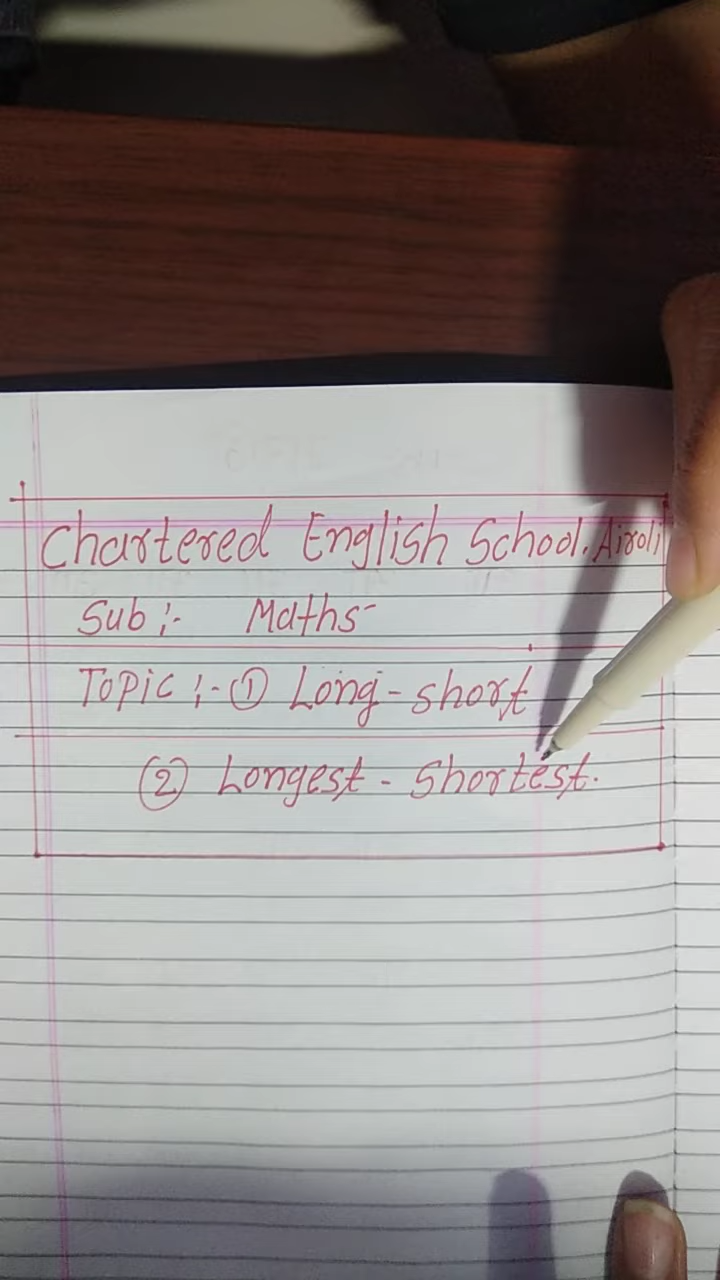 Chartered English School. Airoli
Sub :- Maths
Topic :- ① Long - short
② Longest - Shortest.